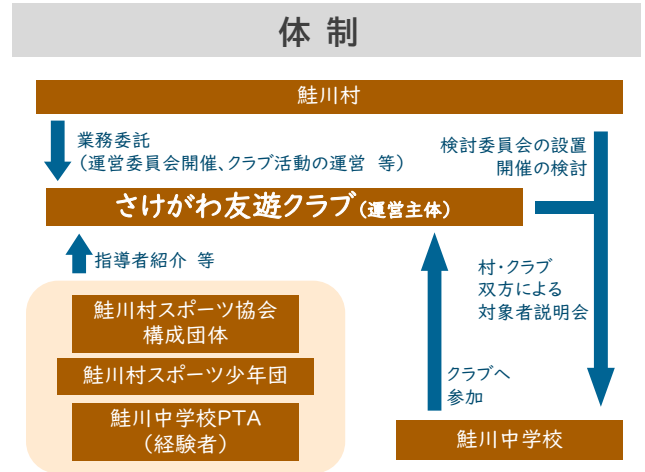 体 制
鮭川村
業務委託
（運営委員会開催、クラブ活動の運営 等）
検討委員会の設置
開催の検討
さけがわ友遊クラブ（運営主体）
指導者紹介 等
村・クラブ
双方による
対象者説明会
鮭川村スポーツ協会
構成団体
鮭川村スポーツ少年団
クラブへ
参加
鮭川中学校PTA
（経験者）
鮭川中学校